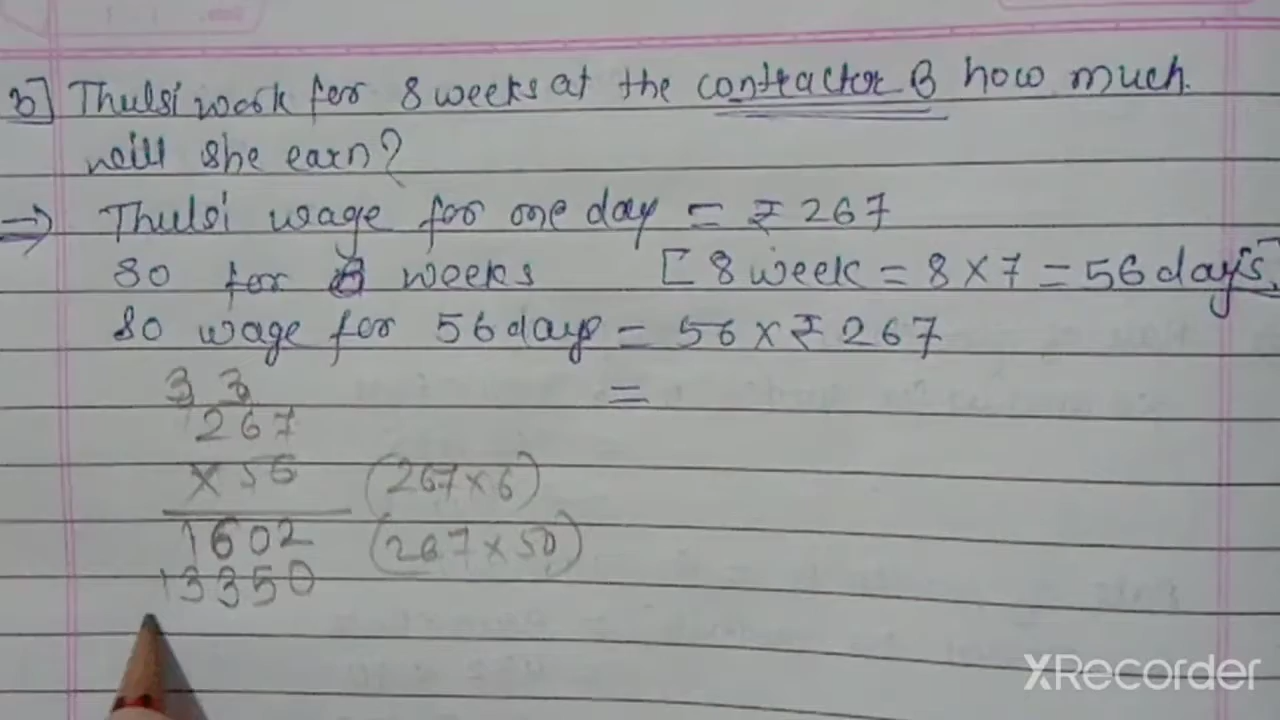 b] Thulsi work for 8 weeks at the contractor B how much
will she earn?
⇒ Thulsi wage for one day = ₹ 267
so for 8 weeks [8 week = 8 × 7 = 56 days]
so wage for 56 days = 56 × ₹ 267
=
3 3
267
× 56 (267 × 6)
1602 (267 × 50)
13350
XRecorder